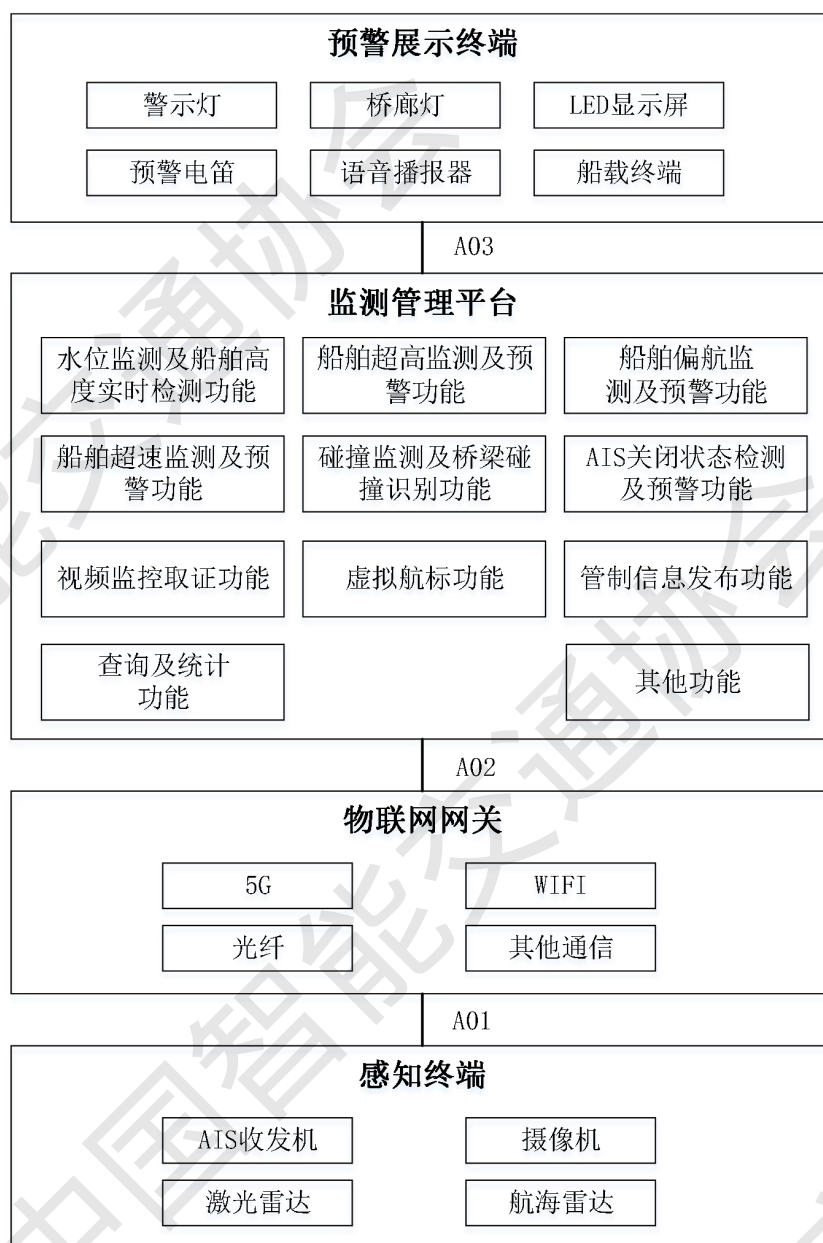 预警展示终端
警示灯 桥廊灯 LED显示屏
预警电笛 语音播报器 船载终端
A03
监测管理平台
水位监测及船舶高
度实时检测功能
船舶超高监测及预
警功能
船舶偏航监
测及预警功能
船舶超速监测及预
警功能
碰撞监测及桥梁碰
撞识别功能
AIS关闭状态检测
及预警功能
视频监控取证功能
虚拟航标功能
管制信息发布功能
查询及统计
功能
其他功能
A02
物联网网关
5G WIFI
光纤 其他通信
A01
感知终端
AIS收发机 摄像机
激光雷达 航海雷达
中国智能交通协会